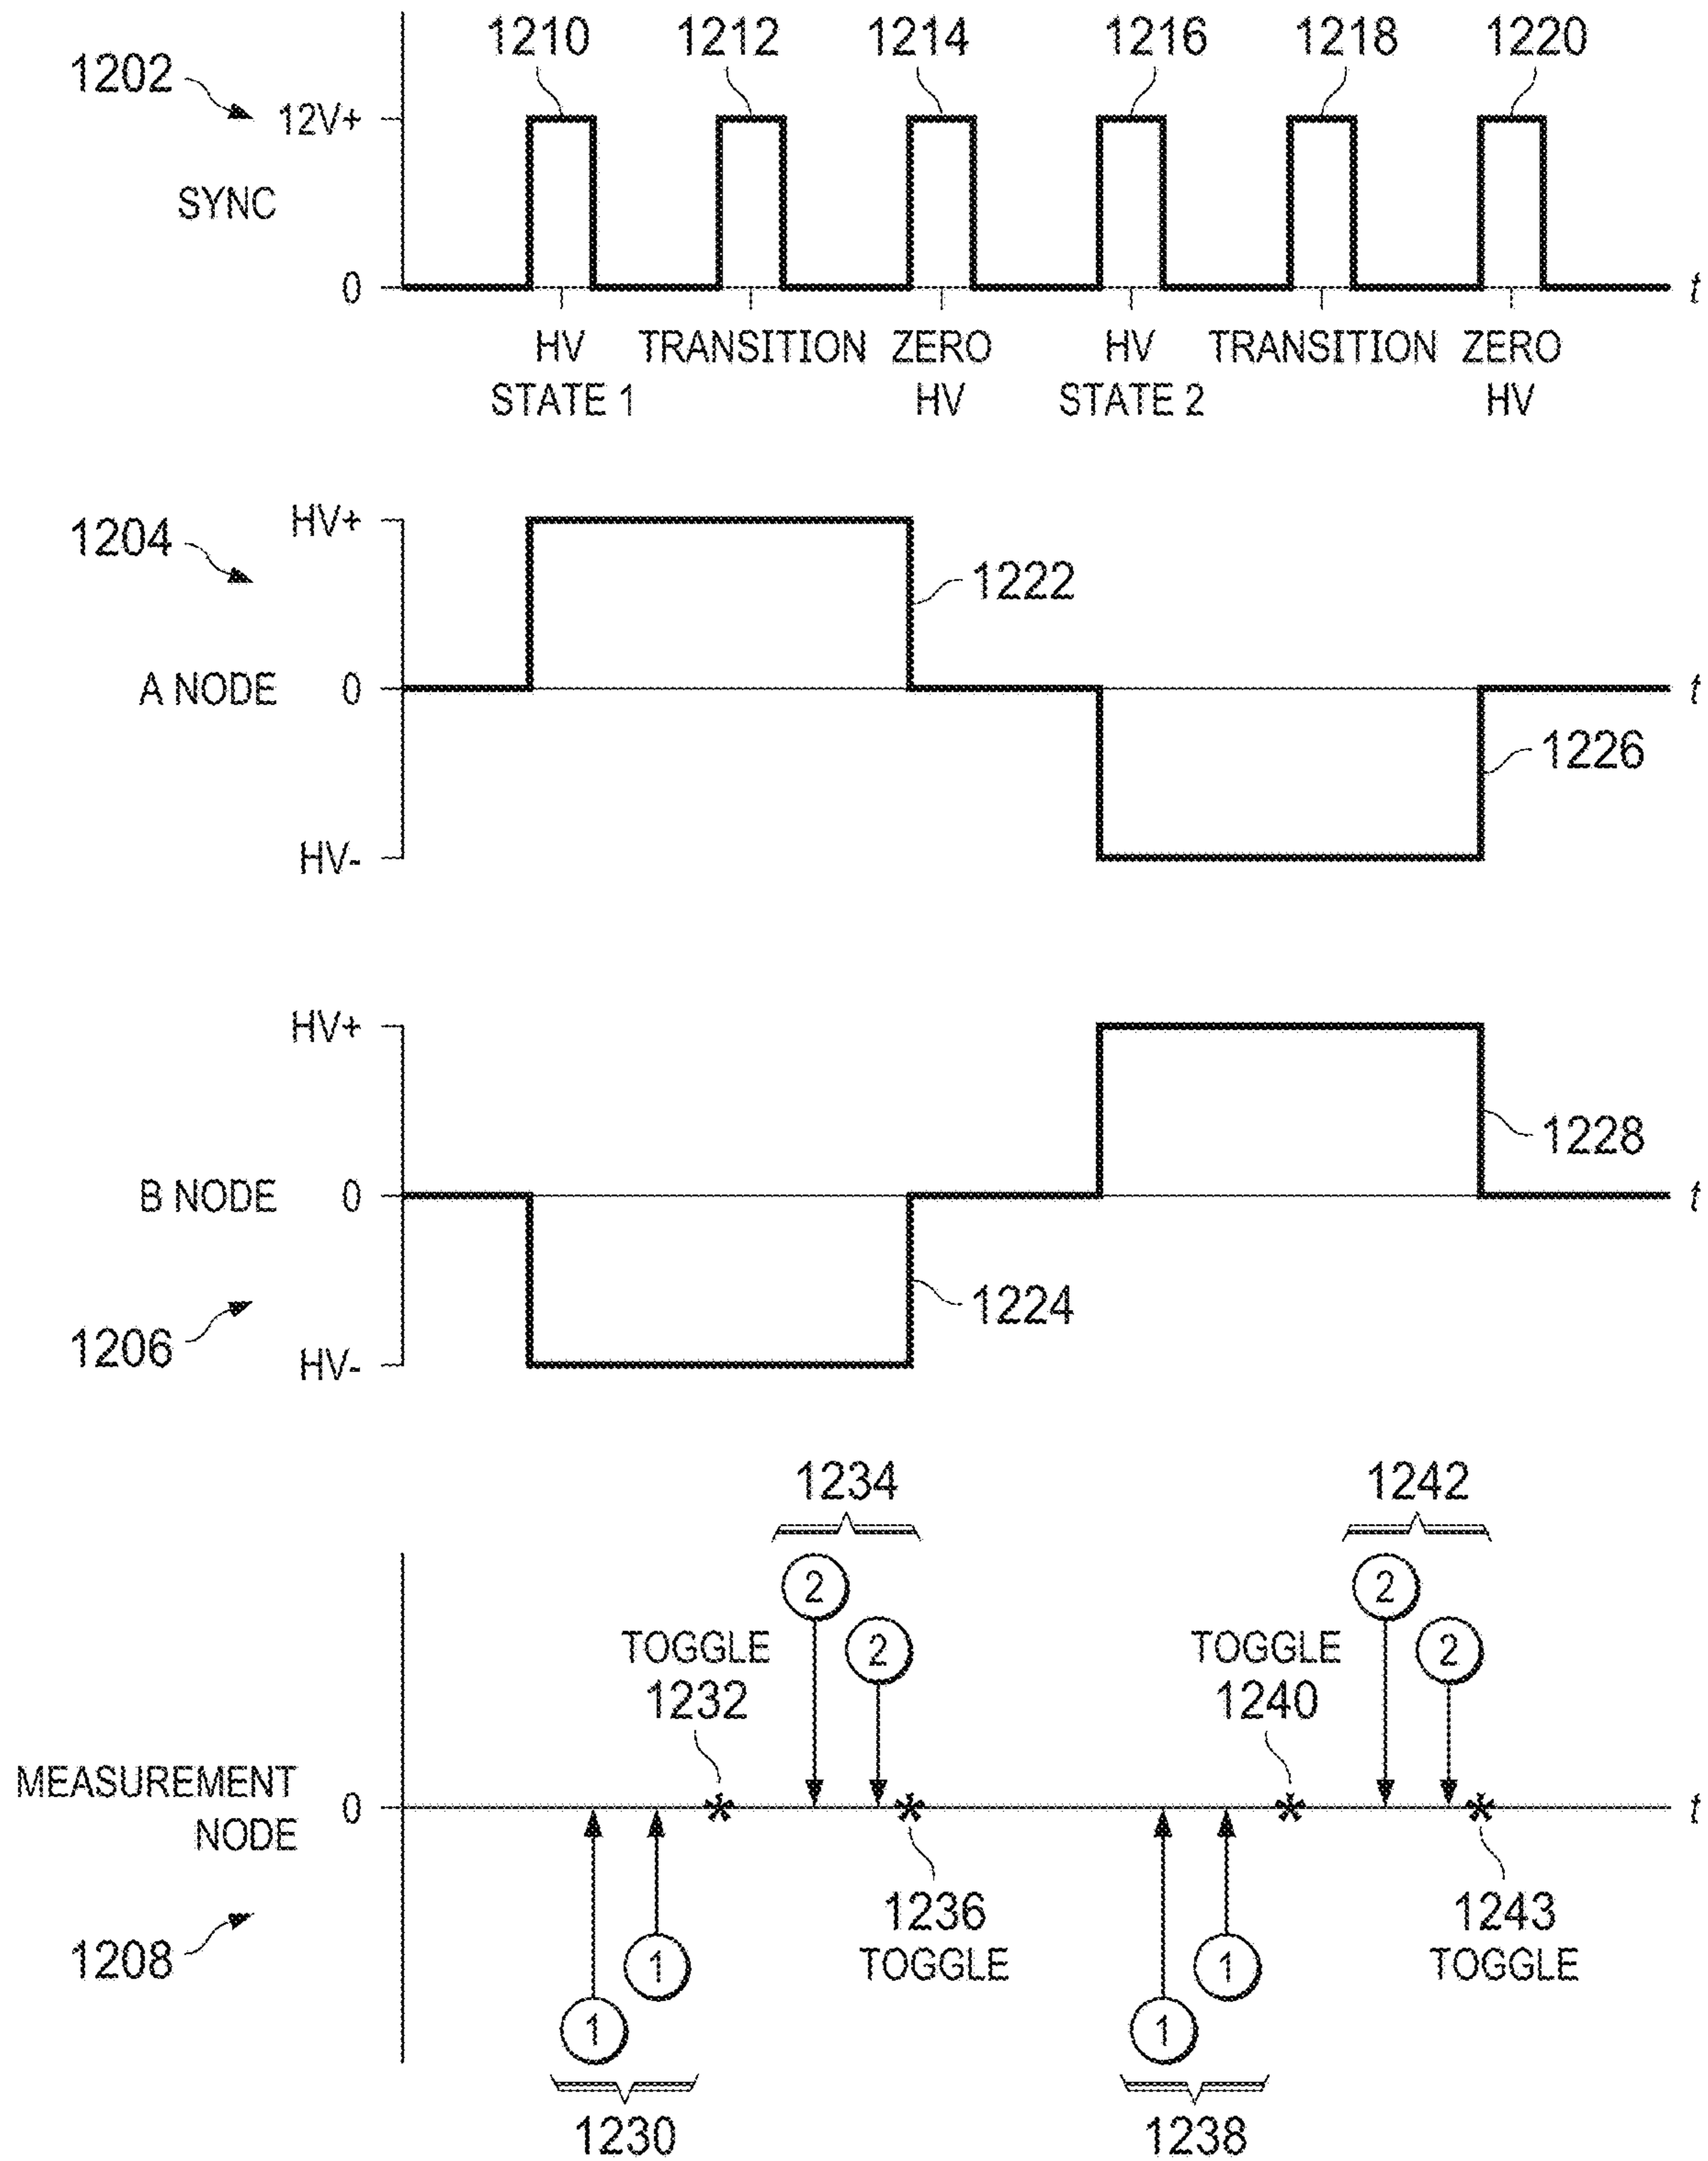 1210 1212 1214 1216 1218 1220
1202
12V+
SYNC
0
t
HV TRANSITION ZERO HV TRANSITION ZERO
STATE 1 HV STATE 2 HV
1204
HV+
1222
A NODE 0
t
1226
HV-
HV+
1228
B NODE 0
t
1224
1206
HV-
1234 1242
2 2
TOGGLE 2 TOGGLE 2
1232 1240
MEASUREMENT
0
t
NODE
1236 1243
1208
1 TOGGLE 1 TOGGLE
1 1
1230 1238